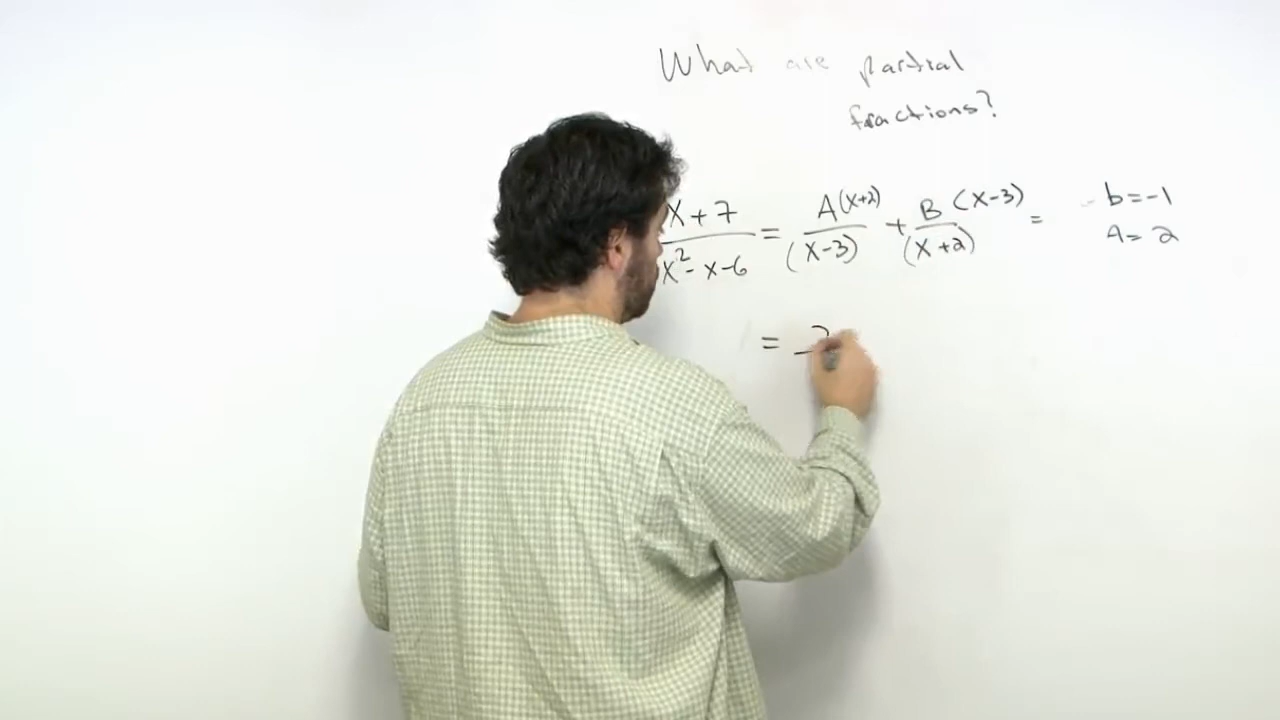 What are partial
fractions?
x+7 / x²-x-6 = A(x+2) / (x-3) + B(x-3) / (x+2) =
b=-1
A=2
=